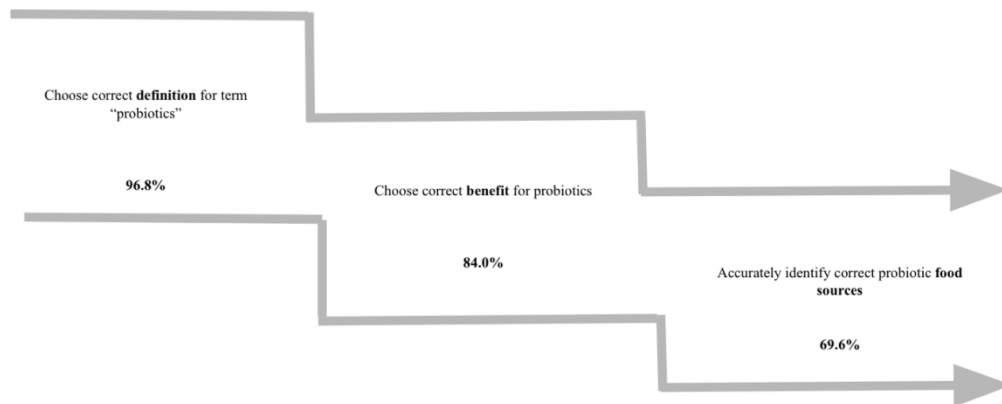 Choose correct definition for term
“probiotics”
96.8%
Choose correct benefit for probiotics
84.0%
Accurately identify correct probiotic food
sources
69.6%